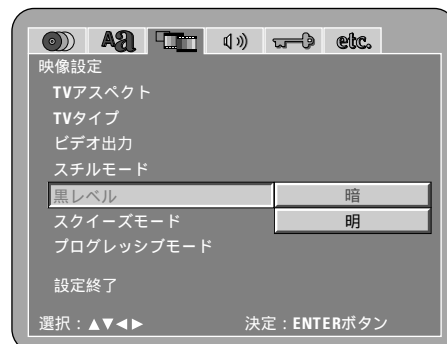 Aa etc.
映像設定
TVアスペクト
TVタイプ
ビデオ出力
スチルモード
黒レベル 暗
スクイーズモード 明
プログレッシブモード
設定終了
選択：▲▼◀▶ 決定：ENTERボタン